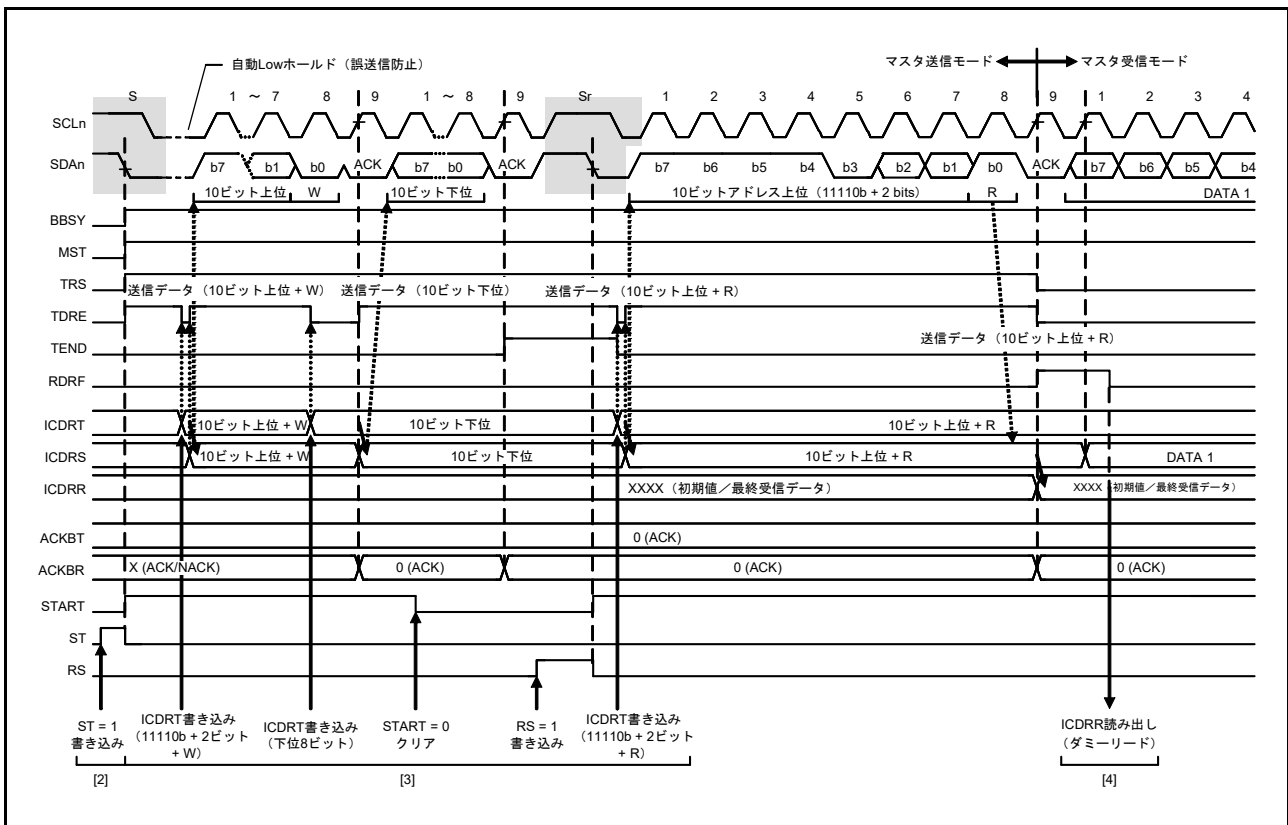 自動Lowホールド（誤送信防止）
マスタ送信モード マスタ受信モード
S 1 ～ 7 8 9 1 ～ 8 9 Sr 1 2 3 4 5 6 7 8 9 1 2 3 4
SCLn
SDAn b7 b1 b0 ACK b7 b0 ACK b7 b6 b5 b4 b3 b2 b1 b0 ACK b7 b6 b5 b4
10ビット上位 W 10ビット下位 10ビットアドレス上位（11110b + 2 bits） R DATA 1
BBSY
MST
TRS
送信データ（10ビット上位 + W） 送信データ（10ビット下位） 送信データ（10ビット上位 + R）
TDRE
送信データ（10ビット上位 + R）
TEND
RDRF
ICDRT 10ビット上位 + W 10ビット下位 10ビット上位 + R
ICDRS 10ビット上位 + W 10ビット下位 10ビット上位 + R DATA 1
ICDRR XXXX（初期値／最終受信データ） XXXX（初期値／最終受信データ）
ACKBT 0 (ACK)
ACKBR X (ACK/NACK) 0 (ACK) 0 (ACK) 0 (ACK)
START
ST
RS
ST = 1
書き込み
ICDRT書き込み
（11110b + 2ビット
+ W）
ICDRT書き込み
（下位8ビット）
START = 0
クリア
RS = 1
書き込み
ICDRT書き込み
（11110b + 2ビット
+ R）
ICDRR読み出し
（ダミーリード）
[2] [3] [4]